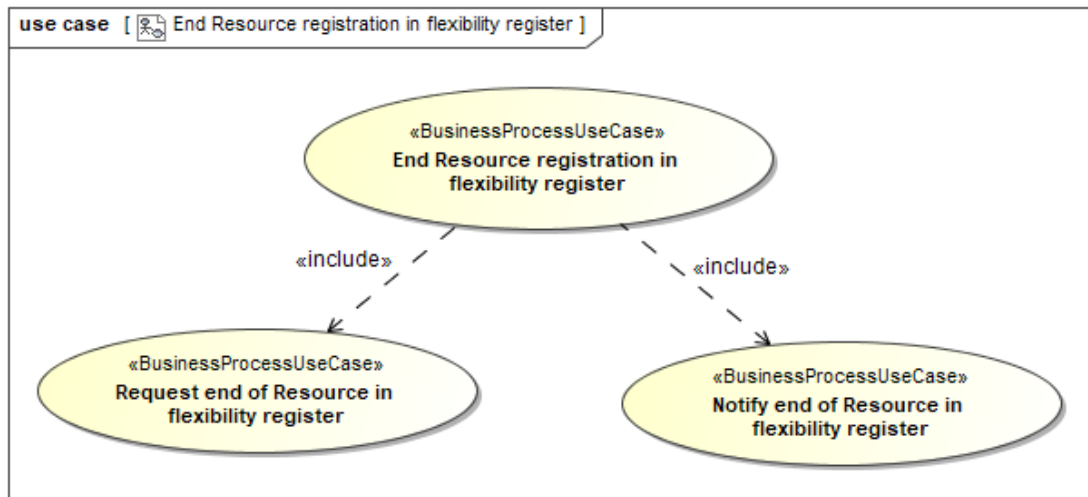 use case [ End Resource registration in flexibility register ]
«BusinessProcessUseCase»
End Resource registration in
flexibility register
«include»
«include»
«BusinessProcessUseCase»
Request end of Resource in
flexibility register
«BusinessProcessUseCase»
Notify end of Resource in
flexibility register